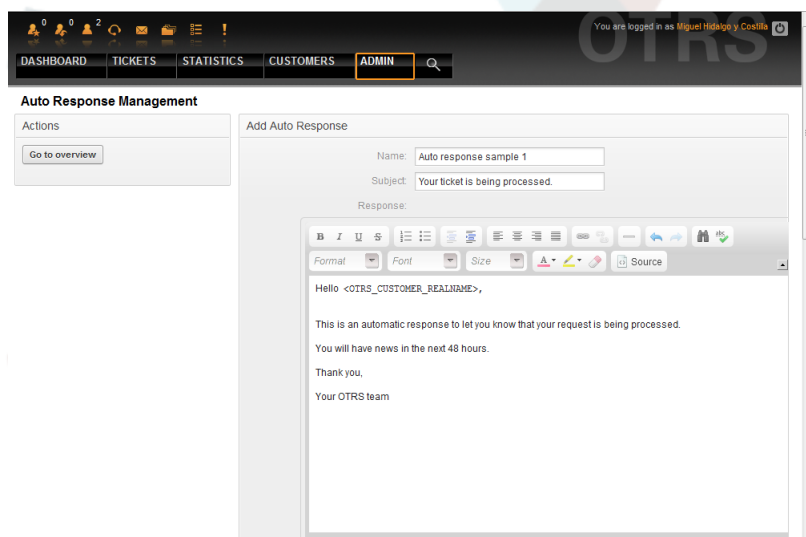 0 0 2
You are logged in as Miguel Hidalgo y Costilla
OTRS
DASHBOARD TICKETS STATISTICS CUSTOMERS ADMIN
Auto Response Management
Actions
Go to overview
Add Auto Response
Name: Auto response sample 1
Subject: Your ticket is being processed.
Response:
B I U S
abc
Format Font Size A Source
Hello <OTRS_CUSTOMER_REALNAME>,
This is an automatic response to let you know that your request is being processed.
You will have news in the next 48 hours.
Thank you,
Your OTRS team